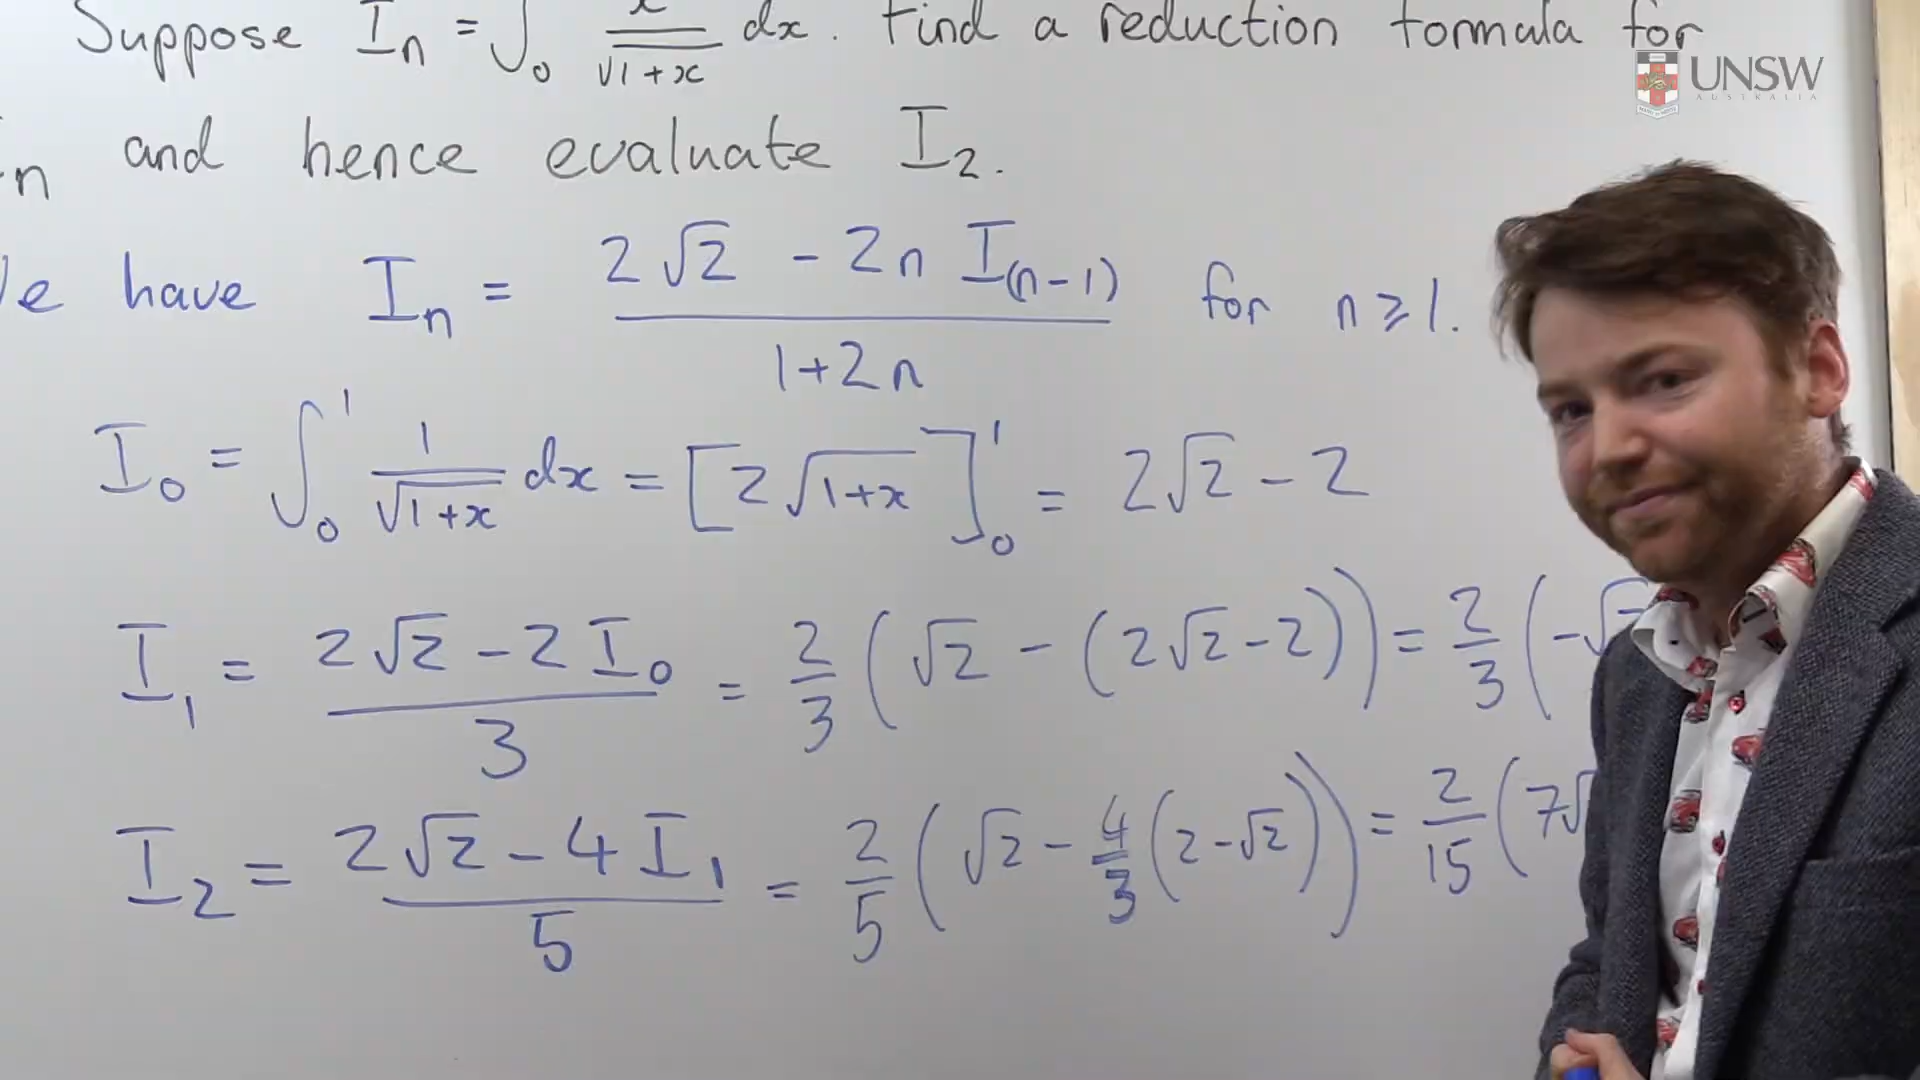 Suppose Iₙ = ∫₀ x/√(1+x) dx. Find a reduction formula for
UNSW
AUSTRALIA
n and hence evaluate I₂.
e have Iₙ = (2√2 - 2n I₍ₙ₋₁₎)/(1+2n) for n ≥ 1.
I₀ = ∫₀¹ 1/√(1+x) dx = [2√(1+x)]₀¹ = 2√2 - 2
I₁ = (2√2 - 2I₀)/3 = 2/3 (√2 - (2√2 - 2)) = 2/3 (-√
I₂ = (2√2 - 4I₁)/5 = 2/5 (√2 - 4/3 (2 - √2)) = 2/15 (7√